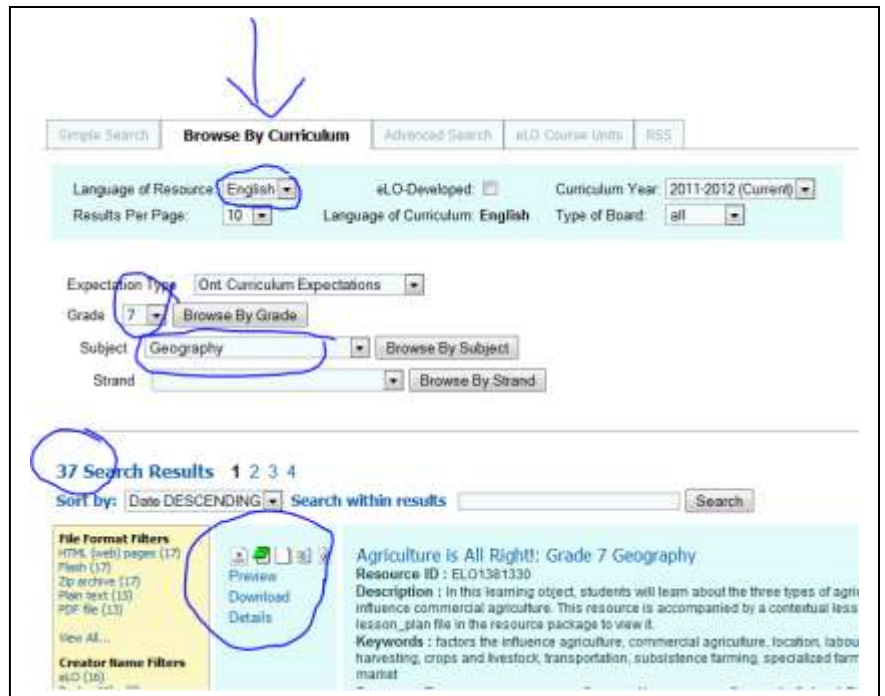 Simple Search Browse By Curriculum Advanced Search eLO Course Units RSS
Language of Resource: English eLO-Developed: Curriculum Year: 2011-2012 (Current)
Results Per Page: 10 Language of Curriculum: English Type of Board: all
Expectation Type Ont Curriculum Expectations
Grade 7 Browse By Grade
Subject Geography Browse By Subject
Strand Browse By Strand
37 Search Results 1 2 3 4
Sort by: Date DESCENDING Search within results Search
File Format Filters
HTML (web) pages (17)
Flash (17)
Zip archive (17)
Plain text (15)
PDF file (13)
View All...
Creator Name Filters
eLO (16)
Preview
Download
Details
Agriculture is All Right!: Grade 7 Geography
Resource ID : ELO1381330
Description : In this learning object, students will learn about the three types of agri
influence commercial agriculture. This resource is accompanied by a contextual less
lesson_plan file in the resource package to view it.
Keywords : factors the influence agriculture, commercial agriculture, location, labou
harvesting, crops and livestock, transportation, subsistence farming, specialized farm
market